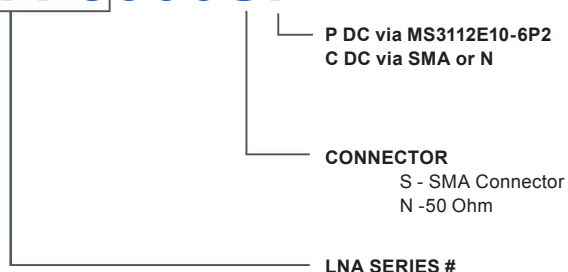 P DC via MS3112E10-6P2
C DC via SMA or N
CONNECTOR
S - SMA Connector
N -50 Ohm
LNA SERIES #